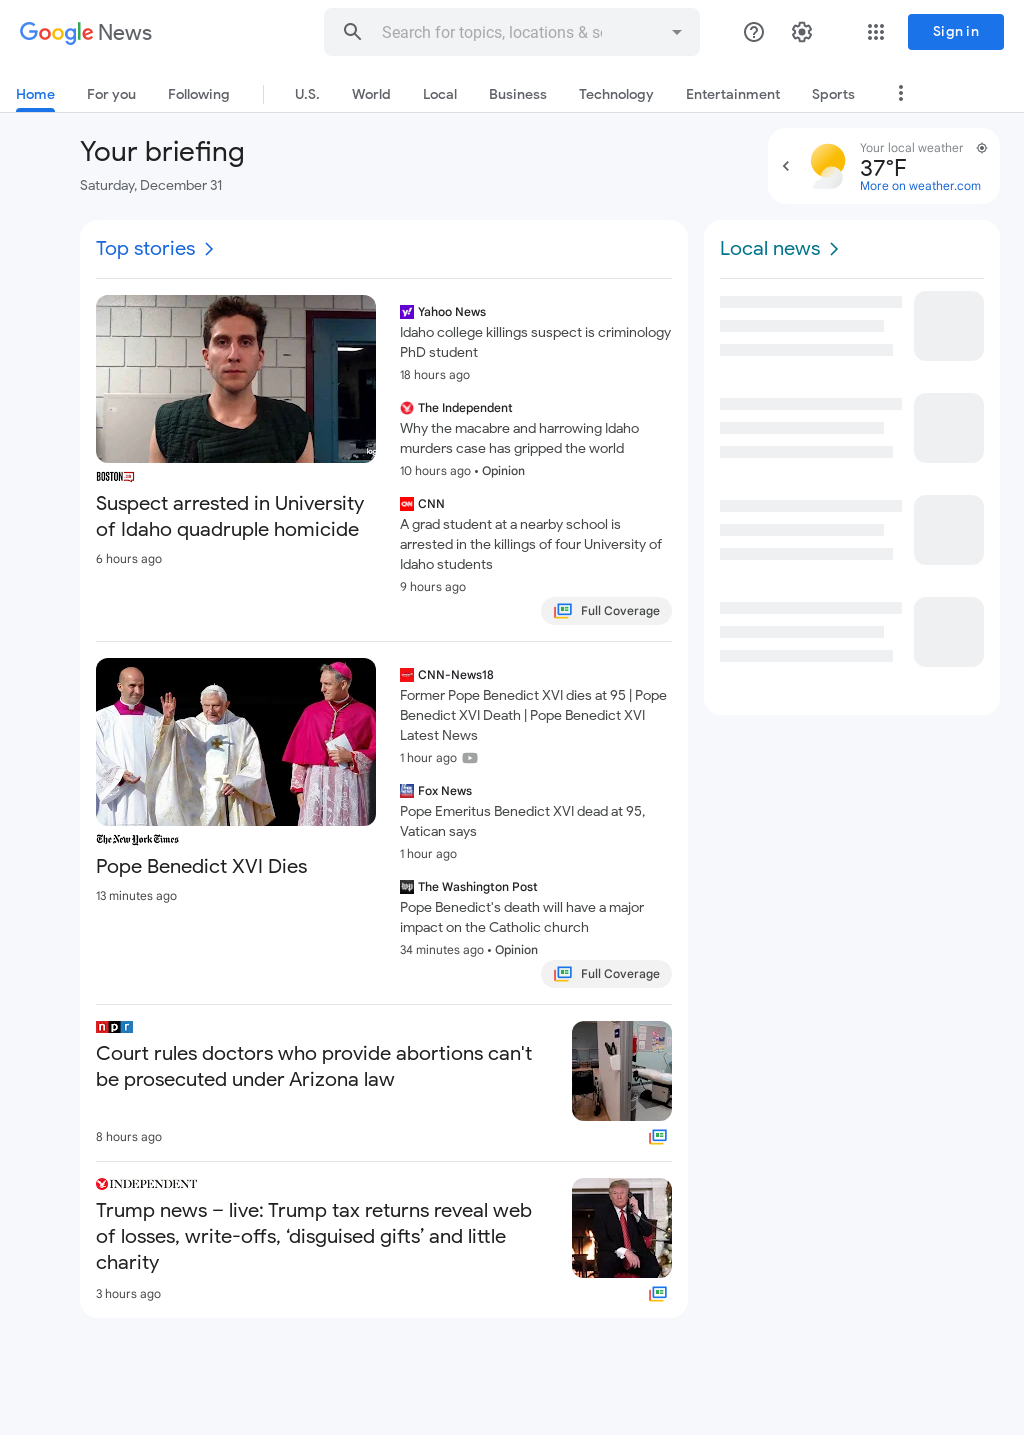 Google News
Search for topics, locations & so
Sign in
Home
For you
Following
U.S.
World
Local
Business
Technology
Entertainment
Sports
Your briefing
Saturday, December 31
Your local weather
37°F
More on weather.com
Top stories
BOSTON 25
Suspect arrested in University
of Idaho quadruple homicide
6 hours ago
Yahoo News
Idaho college killings suspect is criminology
PhD student
18 hours ago
The Independent
Why the macabre and harrowing Idaho
murders case has gripped the world
10 hours ago • Opinion
CNN
A grad student at a nearby school is
arrested in the killings of four University of
Idaho students
9 hours ago
Full Coverage
The New York Times
Pope Benedict XVI Dies
13 minutes ago
CNN-News18
Former Pope Benedict XVI dies at 95 | Pope
Benedict XVI Death | Pope Benedict XVI
Latest News
1 hour ago
Fox News
Pope Emeritus Benedict XVI dead at 95,
Vatican says
1 hour ago
The Washington Post
Pope Benedict's death will have a major
impact on the Catholic church
34 minutes ago • Opinion
Full Coverage
npr
Court rules doctors who provide abortions can't
be prosecuted under Arizona law
8 hours ago
INDEPENDENT
Trump news – live: Trump tax returns reveal web
of losses, write-offs, ‘disguised gifts’ and little
charity
3 hours ago
Local news